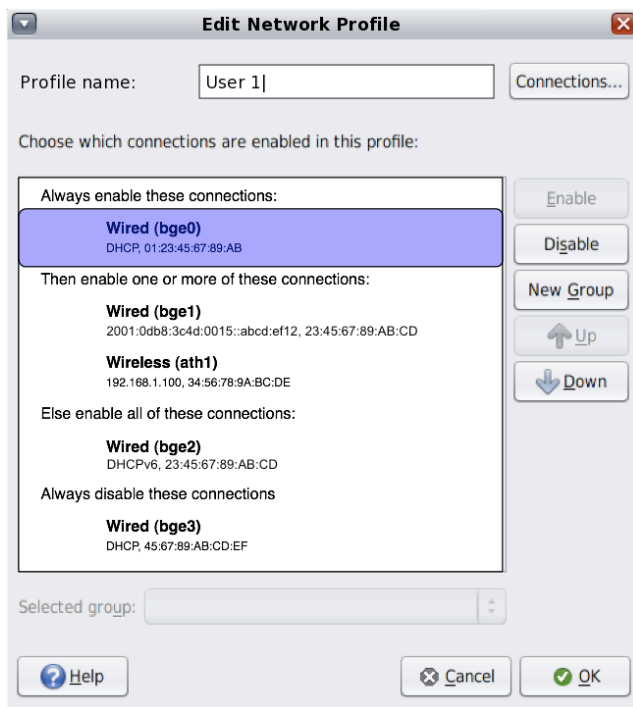 Edit Network Profile
Profile name: User 1 Connections...
Choose which connections are enabled in this profile:
Always enable these connections:
Enable
Wired (bge0)
DHCP, 01:23:45:67:89:AB
Disable
Then enable one or more of these connections:
New Group
Wired (bge1)
2001:0db8:3c4d:0015::abcd:ef12, 23:45:67:89:AB:CD
Up
Wireless (ath1)
192.168.1.100, 34:56:78:9A:BC:DE
Down
Else enable all of these connections:
Wired (bge2)
DHCPv6, 23:45:67:89:AB:CD
Always disable these connections
Wired (bge3)
DHCP, 45:67:89:AB:CD:EF
Selected group:
Help Cancel OK